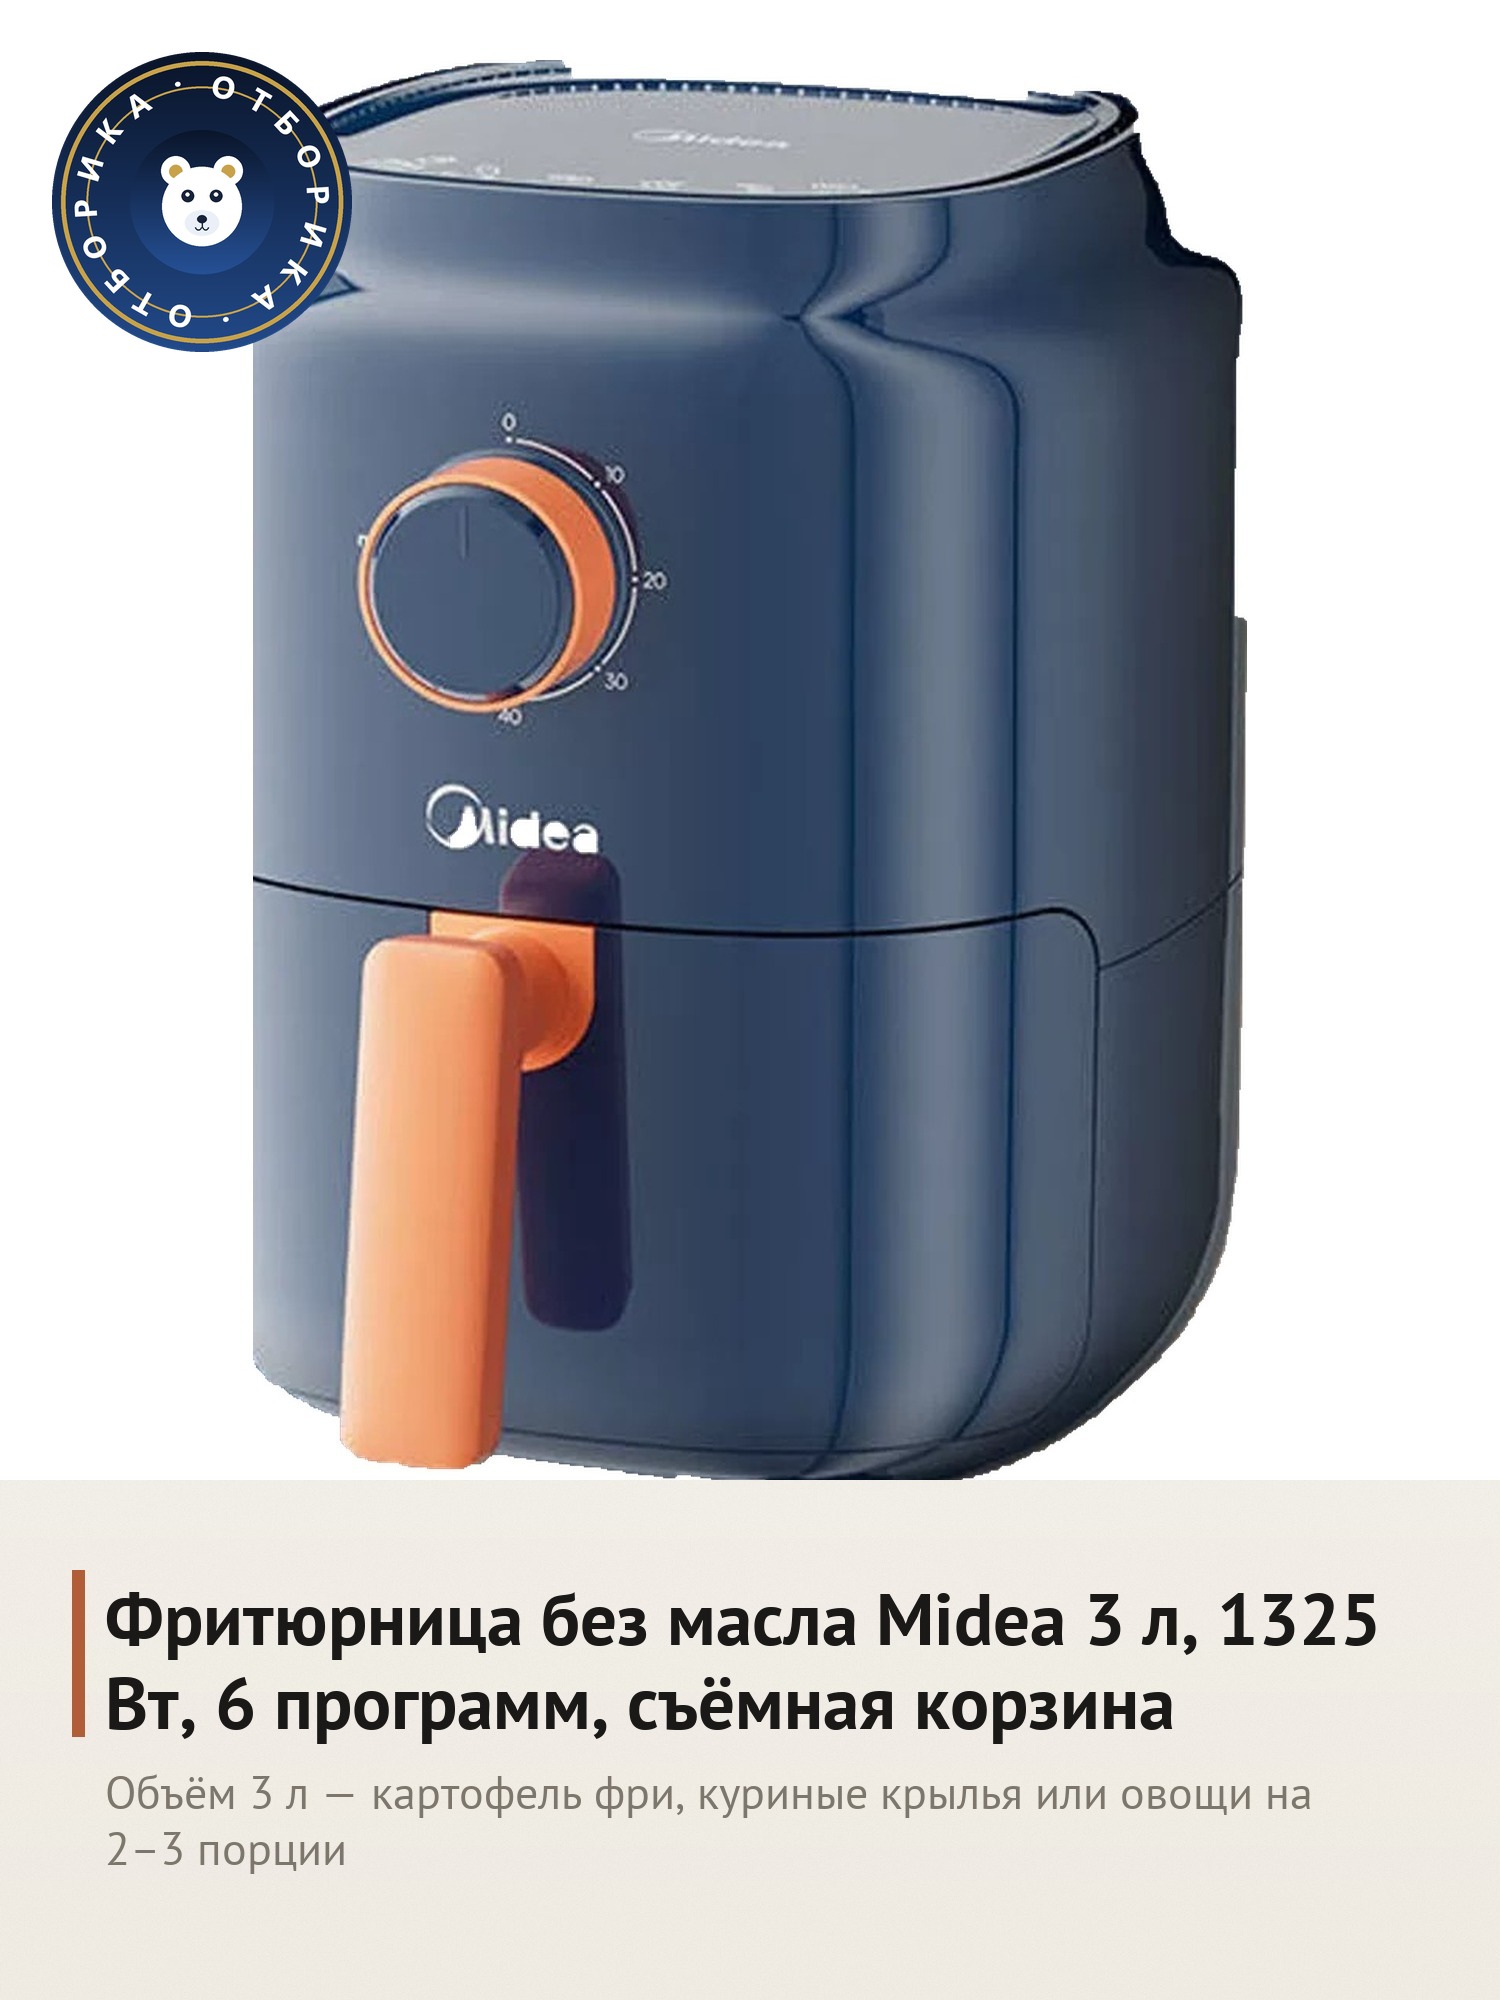 ОТБОРИКА · ОТБОРИКА ·
Midea
0
10
20
30
40
Midea
Фритюрница без масла Midea 3 л, 1325
Вт, 6 программ, съёмная корзина
Объём 3 л — картофель фри, куриные крылья или овощи на
2–3 порции